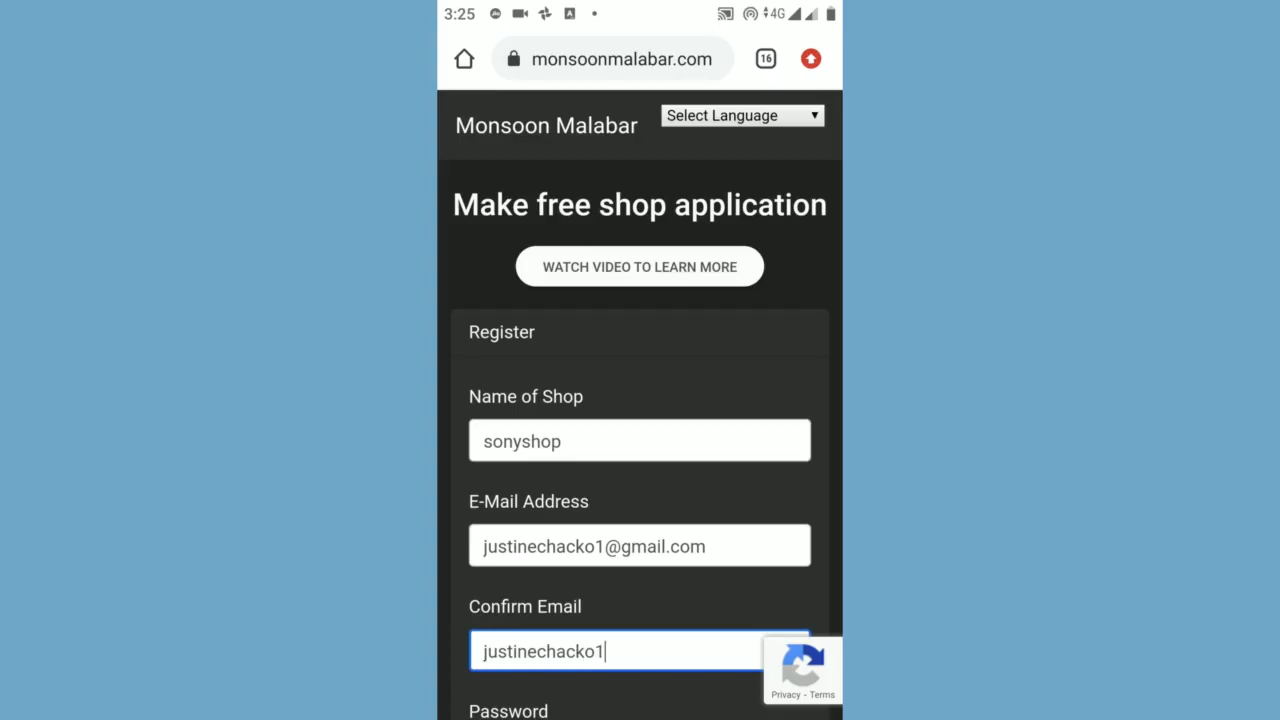 3:25
4G
monsoonmalabar.com
16
Monsoon Malabar
Select Language
Make free shop application
WATCH VIDEO TO LEARN MORE
Register
Name of Shop
sonyshop
E-Mail Address
justinechacko1@gmail.com
Confirm Email
justinechacko1
Privacy - Terms
Password